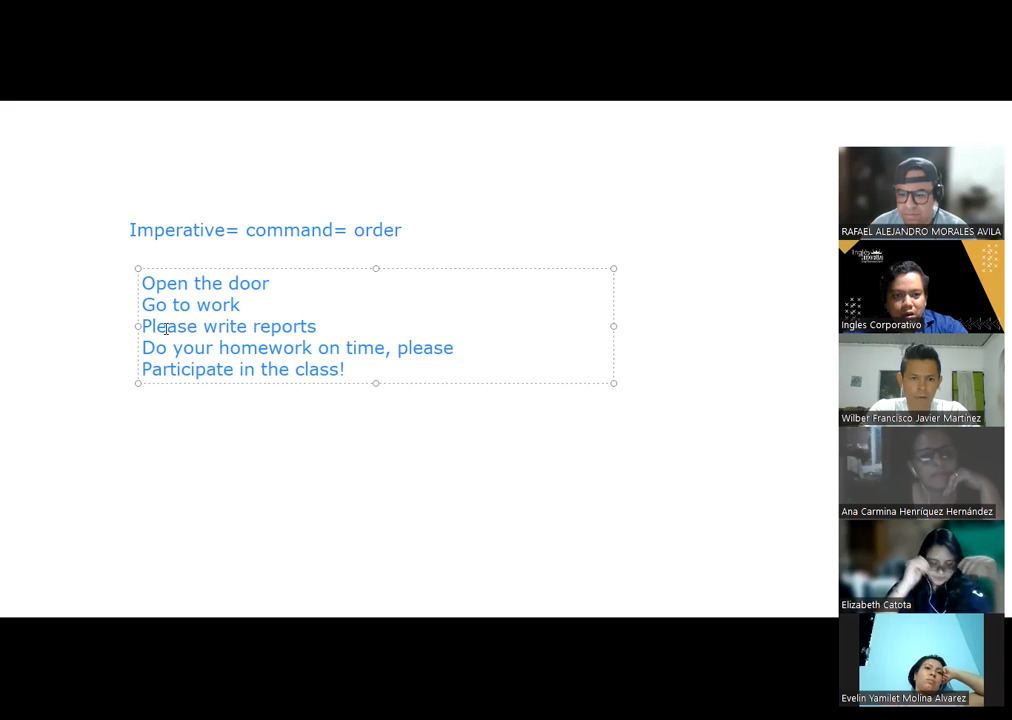 Imperative= command= order
Open the door
Go to work
Please write reports
Do your homework on time, please
Participate in the class!
RAFAEL ALEJANDRO MORALES AVILA
Ingles Corporativo
Wilber Francisco Javier Martinez
Ana Carmina Henríquez Hernández
Elizabeth Catota
Evelin Yamilet Molina Alvarez